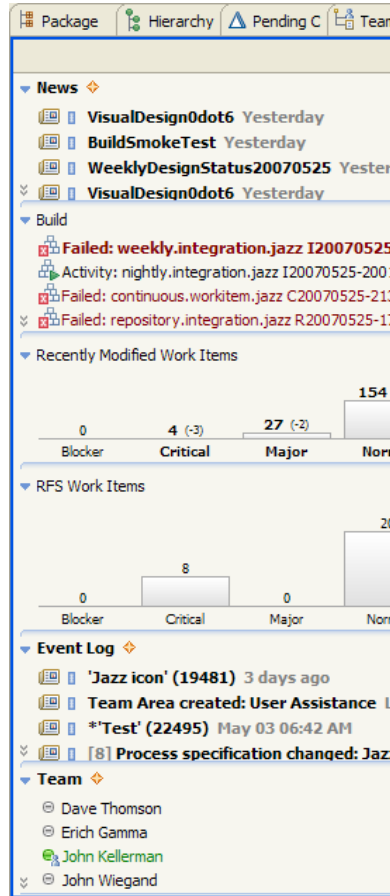 Package Hierarchy Pending C Team
News
VisualDesign0dot6 Yesterday
BuildSmokeTest Yesterday
WeeklyDesignStatus20070525 Yester
VisualDesign0dot6 Yesterday
Build
Failed: weekly.integration.jazz I20070525
Activity: nightly.integration.jazz I20070525-200
Failed: continuous.workitem.jazz C20070525-21
Failed: repository.integration.jazz R20070525-1
Recently Modified Work Items
154
0 4 (-3) 27 (-2)
Blocker Critical Major Nor
RFS Work Items
20
8
0 0
Blocker Critical Major Nor
Event Log
'Jazz icon' (19481) 3 days ago
Team Area created: User Assistance L
*'Test' (22495) May 03 06:42 AM
[8] Process specification changed: Jaz
Team
Dave Thomson
Erich Gamma
John Kellerman
John Wiegand